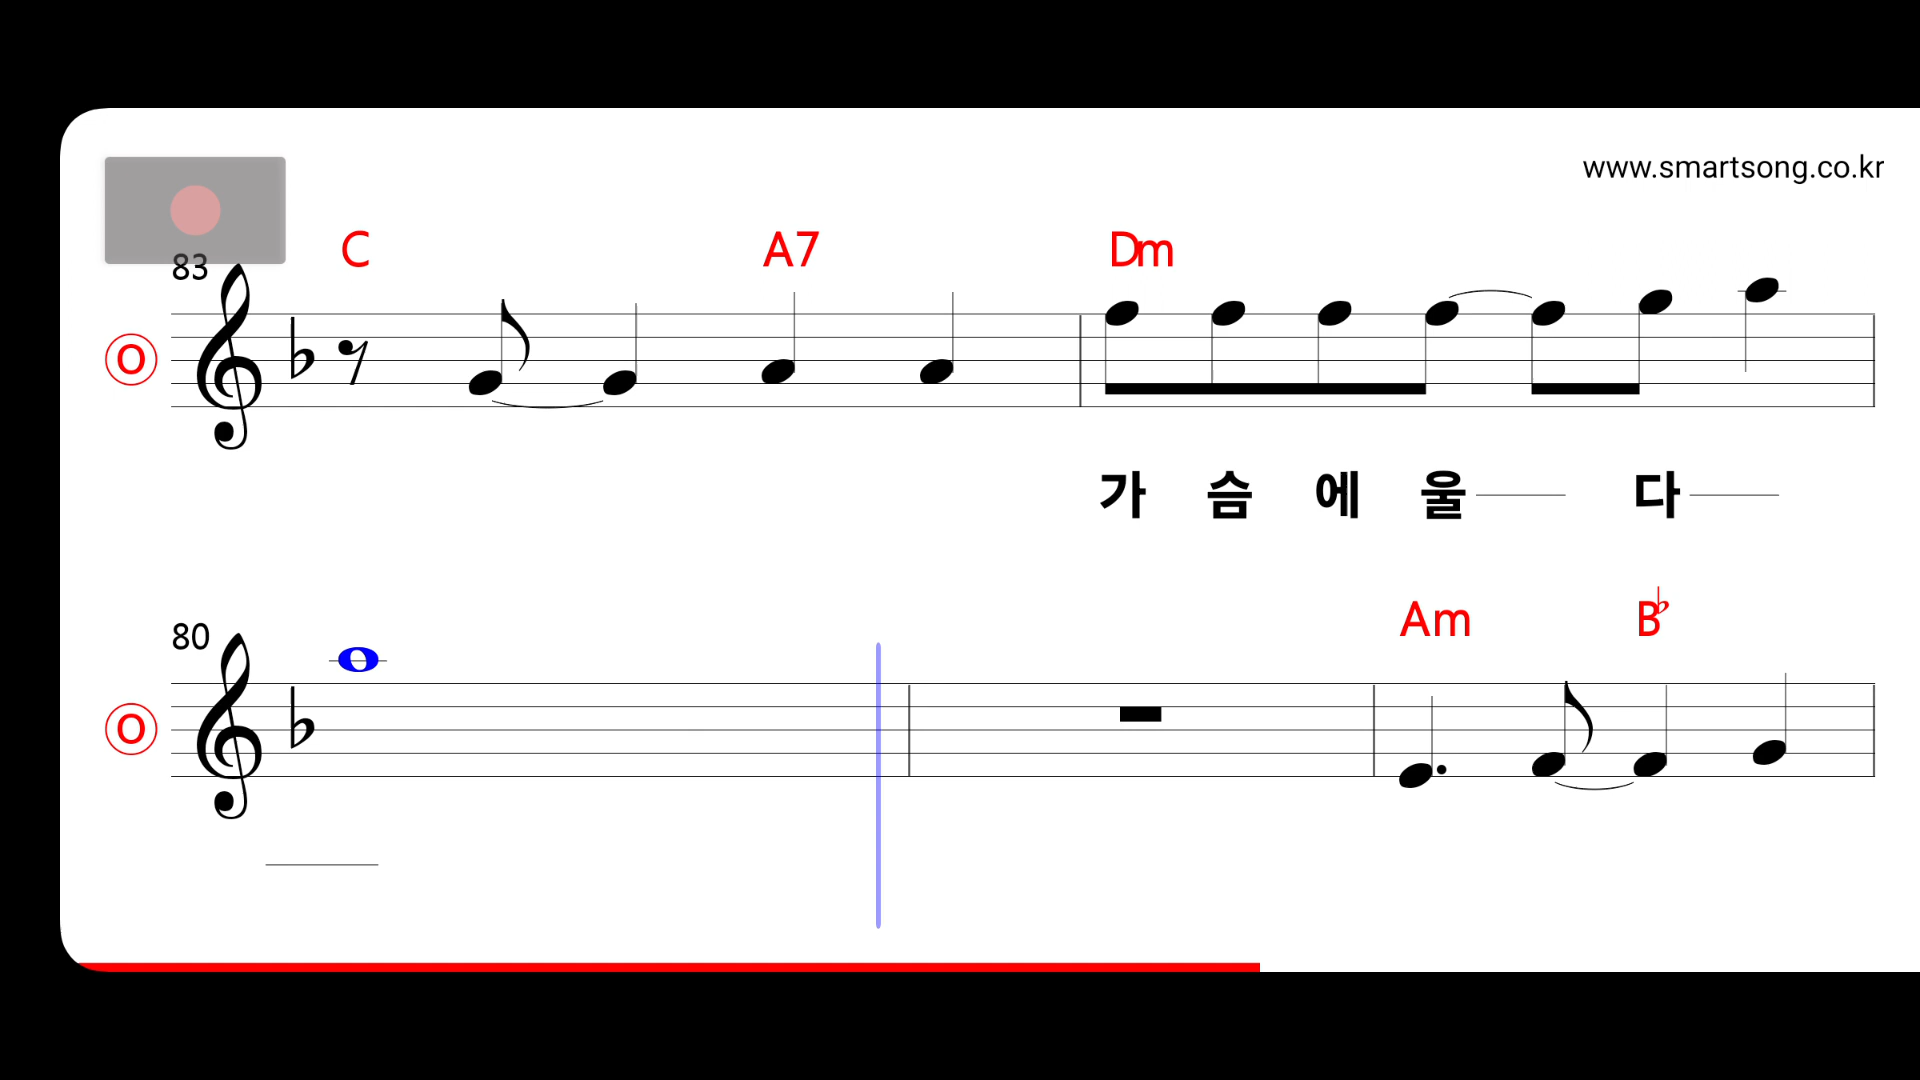 www.smartsong.co.kr
83 C A7 Dm
O
가 슴 에 울 다
80 Am B♭
O